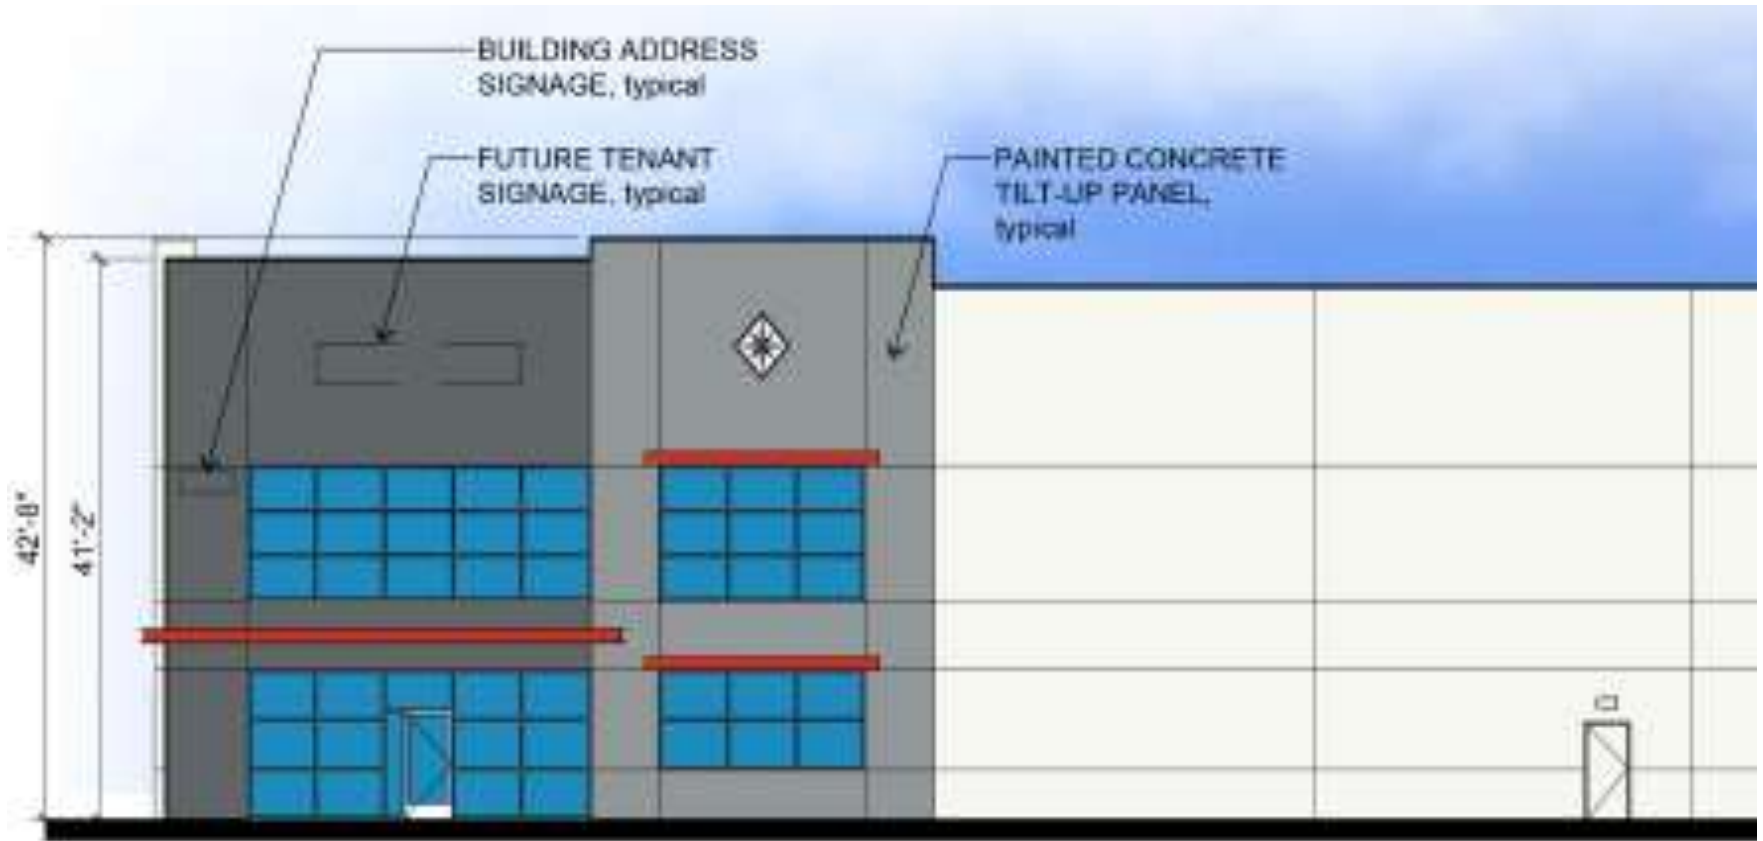 BUILDING ADDRESS
SIGNAGE, typical
FUTURE TENANT
SIGNAGE, typical
PAINTED CONCRETE
TILT-UP PANEL,
typical
42'-8"
41'-2"